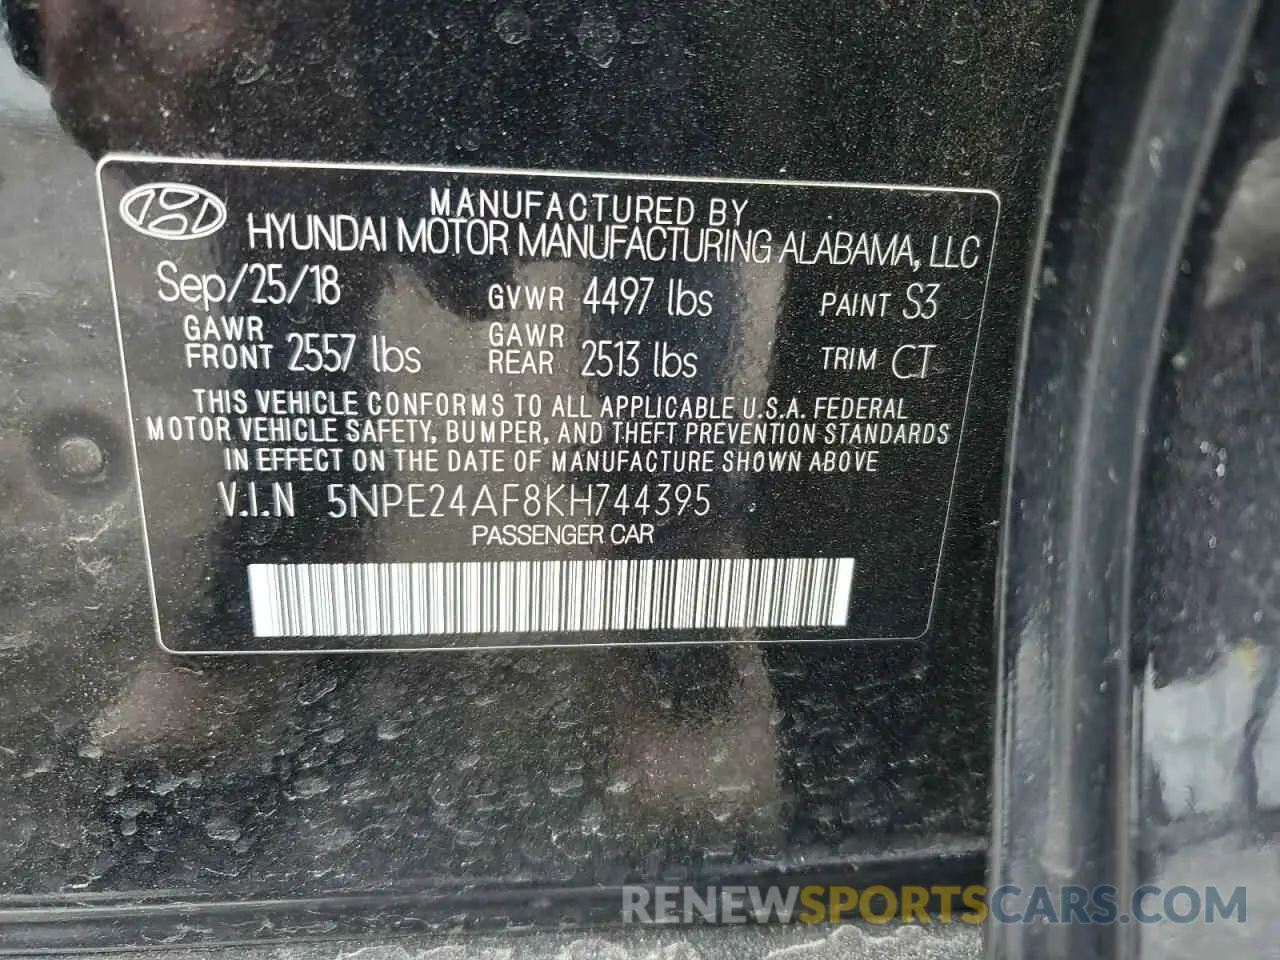 MANUFACTURED BY
HYUNDAI MOTOR MANUFACTURING ALABAMA, LLC
Sep/25/18 GVWR 4497 lbs PAINT S3
GAWR FRONT 2557 lbs GAWR REAR 2513 lbs TRIM CT
THIS VEHICLE CONFORMS TO ALL APPLICABLE U.S.A. FEDERAL
MOTOR VEHICLE SAFETY, BUMPER, AND THEFT PREVENTION STANDARDS
IN EFFECT ON THE DATE OF MANUFACTURE SHOWN ABOVE
V.I.N 5NPE24AF8KH744395
PASSENGER CAR
RENEWSPORTSCARS.COM